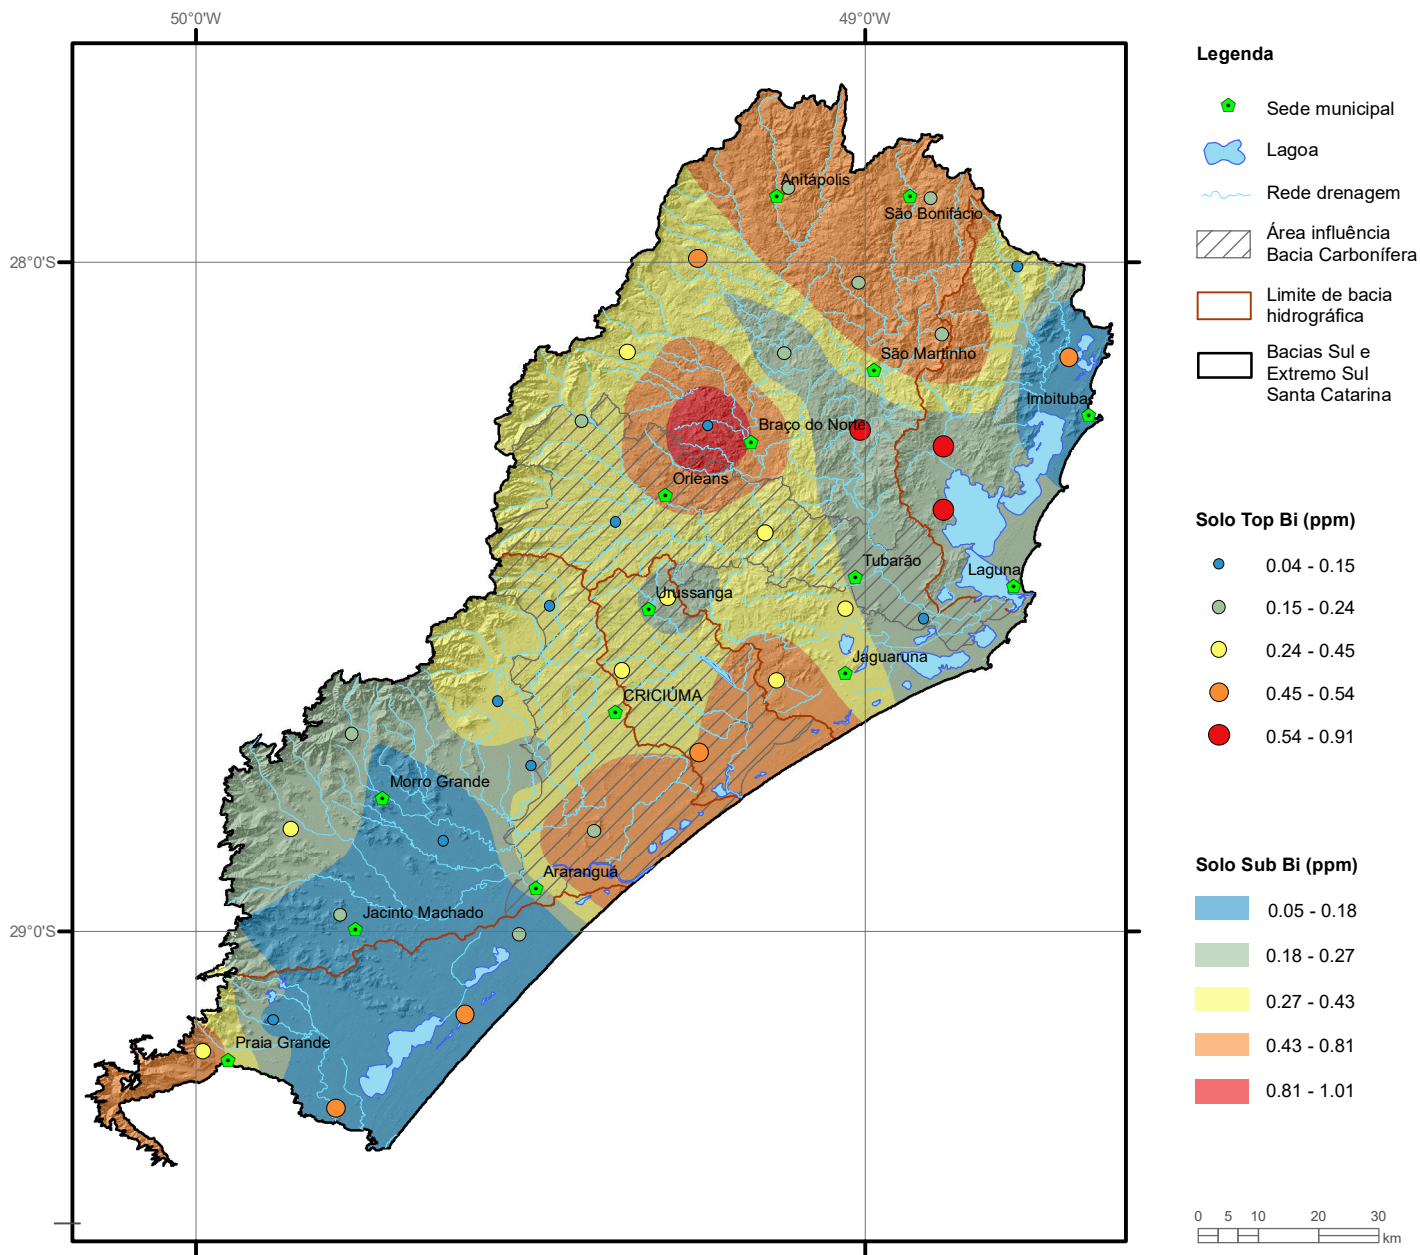 50°0'W
49°0'W
28°0'S
29°0'S
Anitápolis
São Bonifácio
São Martinho
Imbituba
Braço do Norte
Orleans
Tubarão
Laguna
Urussanga
Jaguaruna
CRICIÚMA
Morro Grande
Araranguá
Jacinto Machado
Praia Grande
Legenda
Sede municipal
Lagoa
Rede drenagem
Área influência
Bacia Carbonífera
Limite de bacia
hidrográfica
Bacias Sul e
Extremo Sul
Santa Catarina
Solo Top Bi (ppm)
0.04 - 0.15
0.15 - 0.24
0.24 - 0.45
0.45 - 0.54
0.54 - 0.91
Solo Sub Bi (ppm)
0.05 - 0.18
0.18 - 0.27
0.27 - 0.43
0.43 - 0.81
0.81 - 1.01
0 5 10 20 30
km